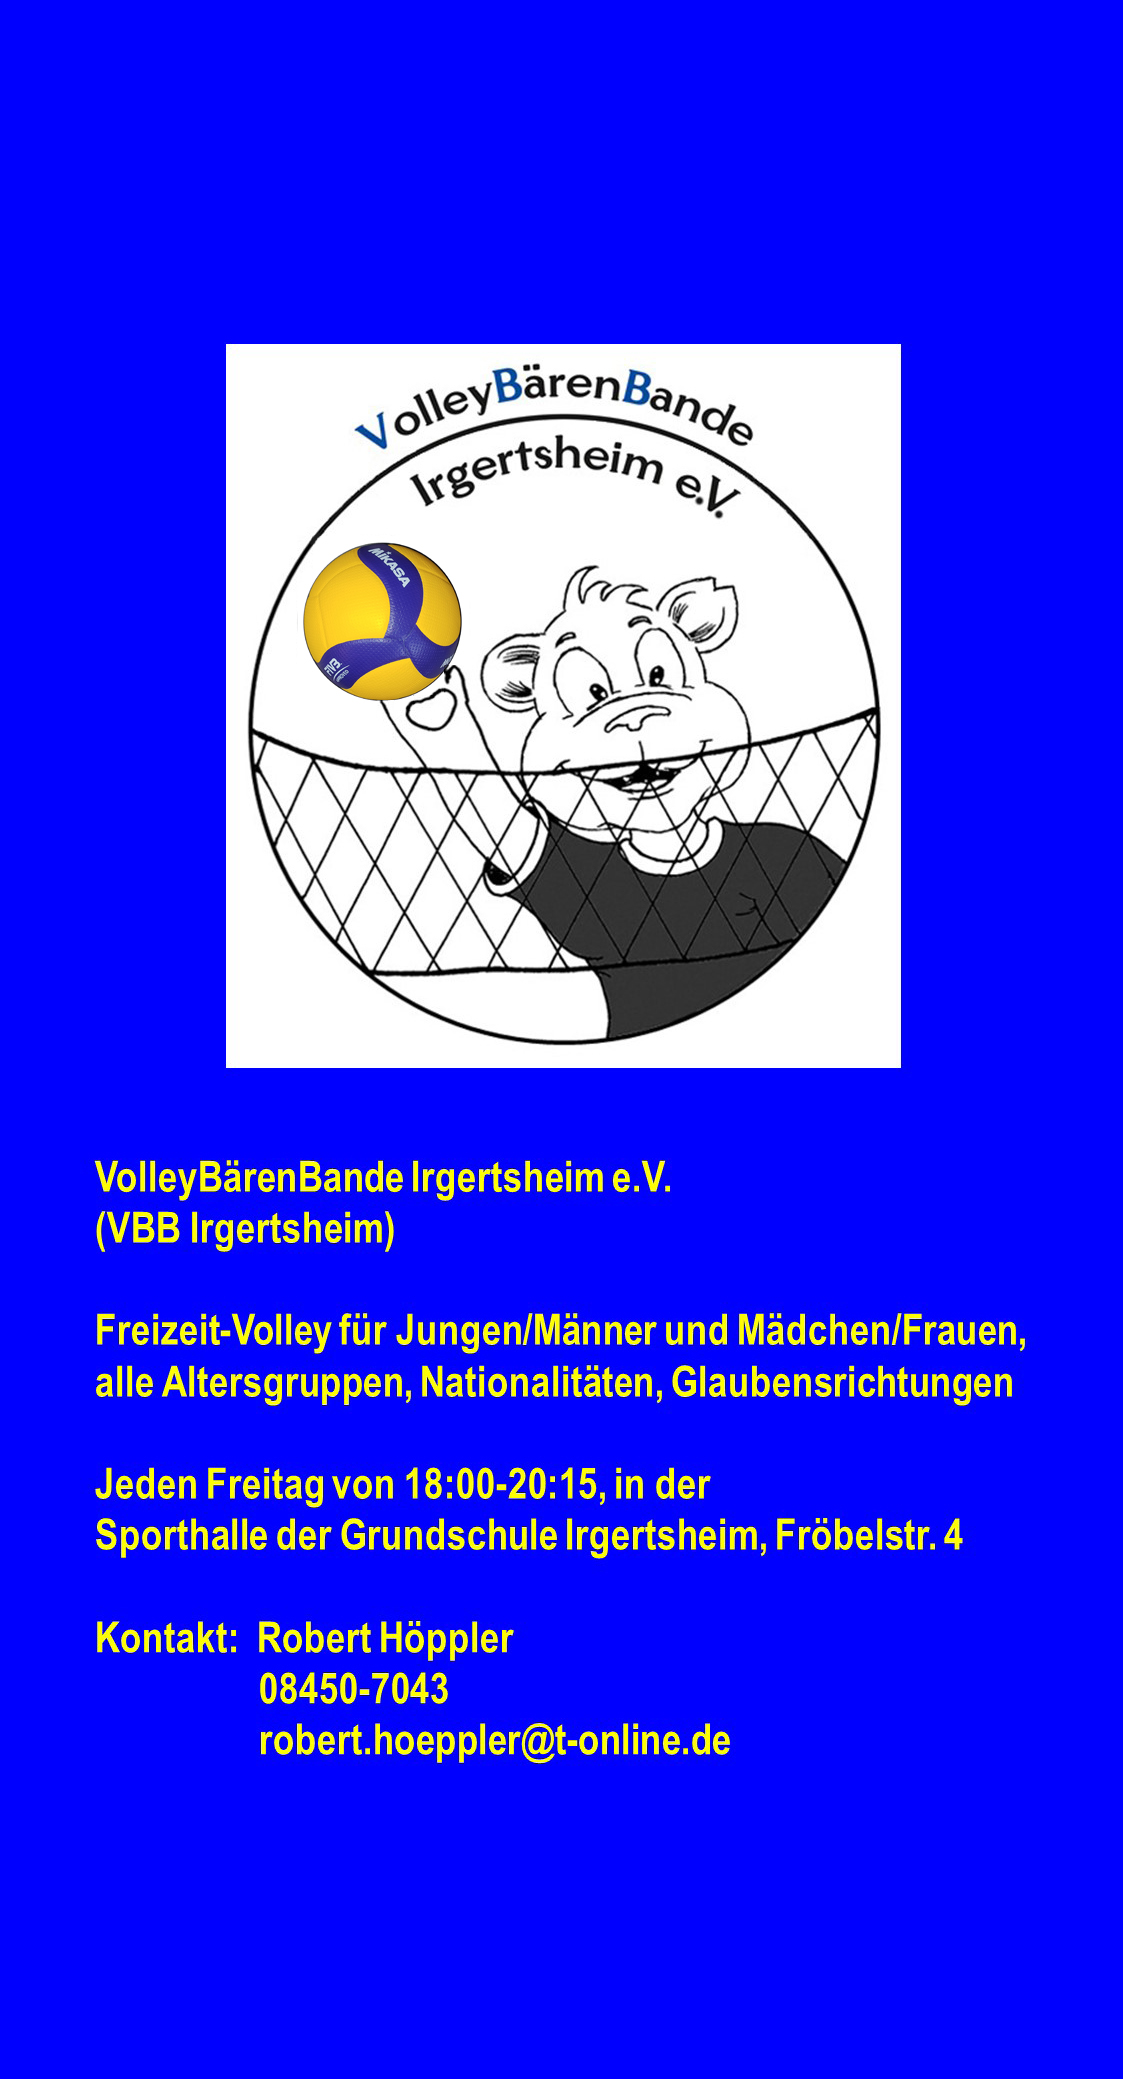 VolleyBärenBande
Irgertsheim e.V.
MIKASA
VolleyBärenBande Irgertsheim e.V.
(VBB Irgertsheim)
Freizeit-Volley für Jungen/Männer und Mädchen/Frauen,
alle Altersgruppen, Nationalitäten, Glaubensrichtungen
Jeden Freitag von 18:00-20:15, in der
Sporthalle der Grundschule Irgertsheim, Fröbelstr. 4
Kontakt: Robert Höppler
08450-7043
robert.hoeppler@t-online.de